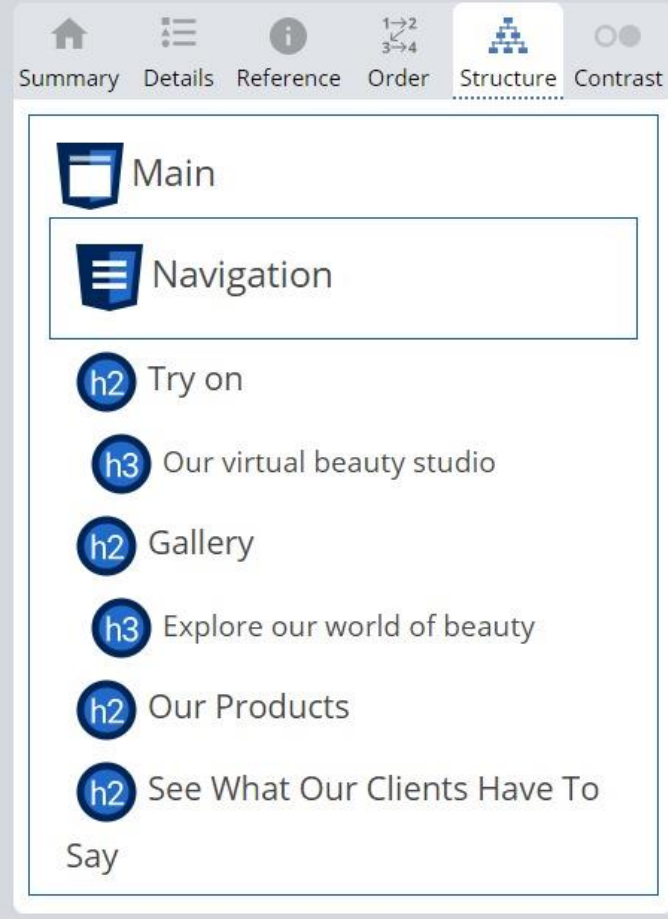 1→2
3→4
Summary Details Reference Order Structure Contrast
Main
Navigation
h2 Try on
h3 Our virtual beauty studio
h2 Gallery
h3 Explore our world of beauty
h2 Our Products
h2 See What Our Clients Have To
Say